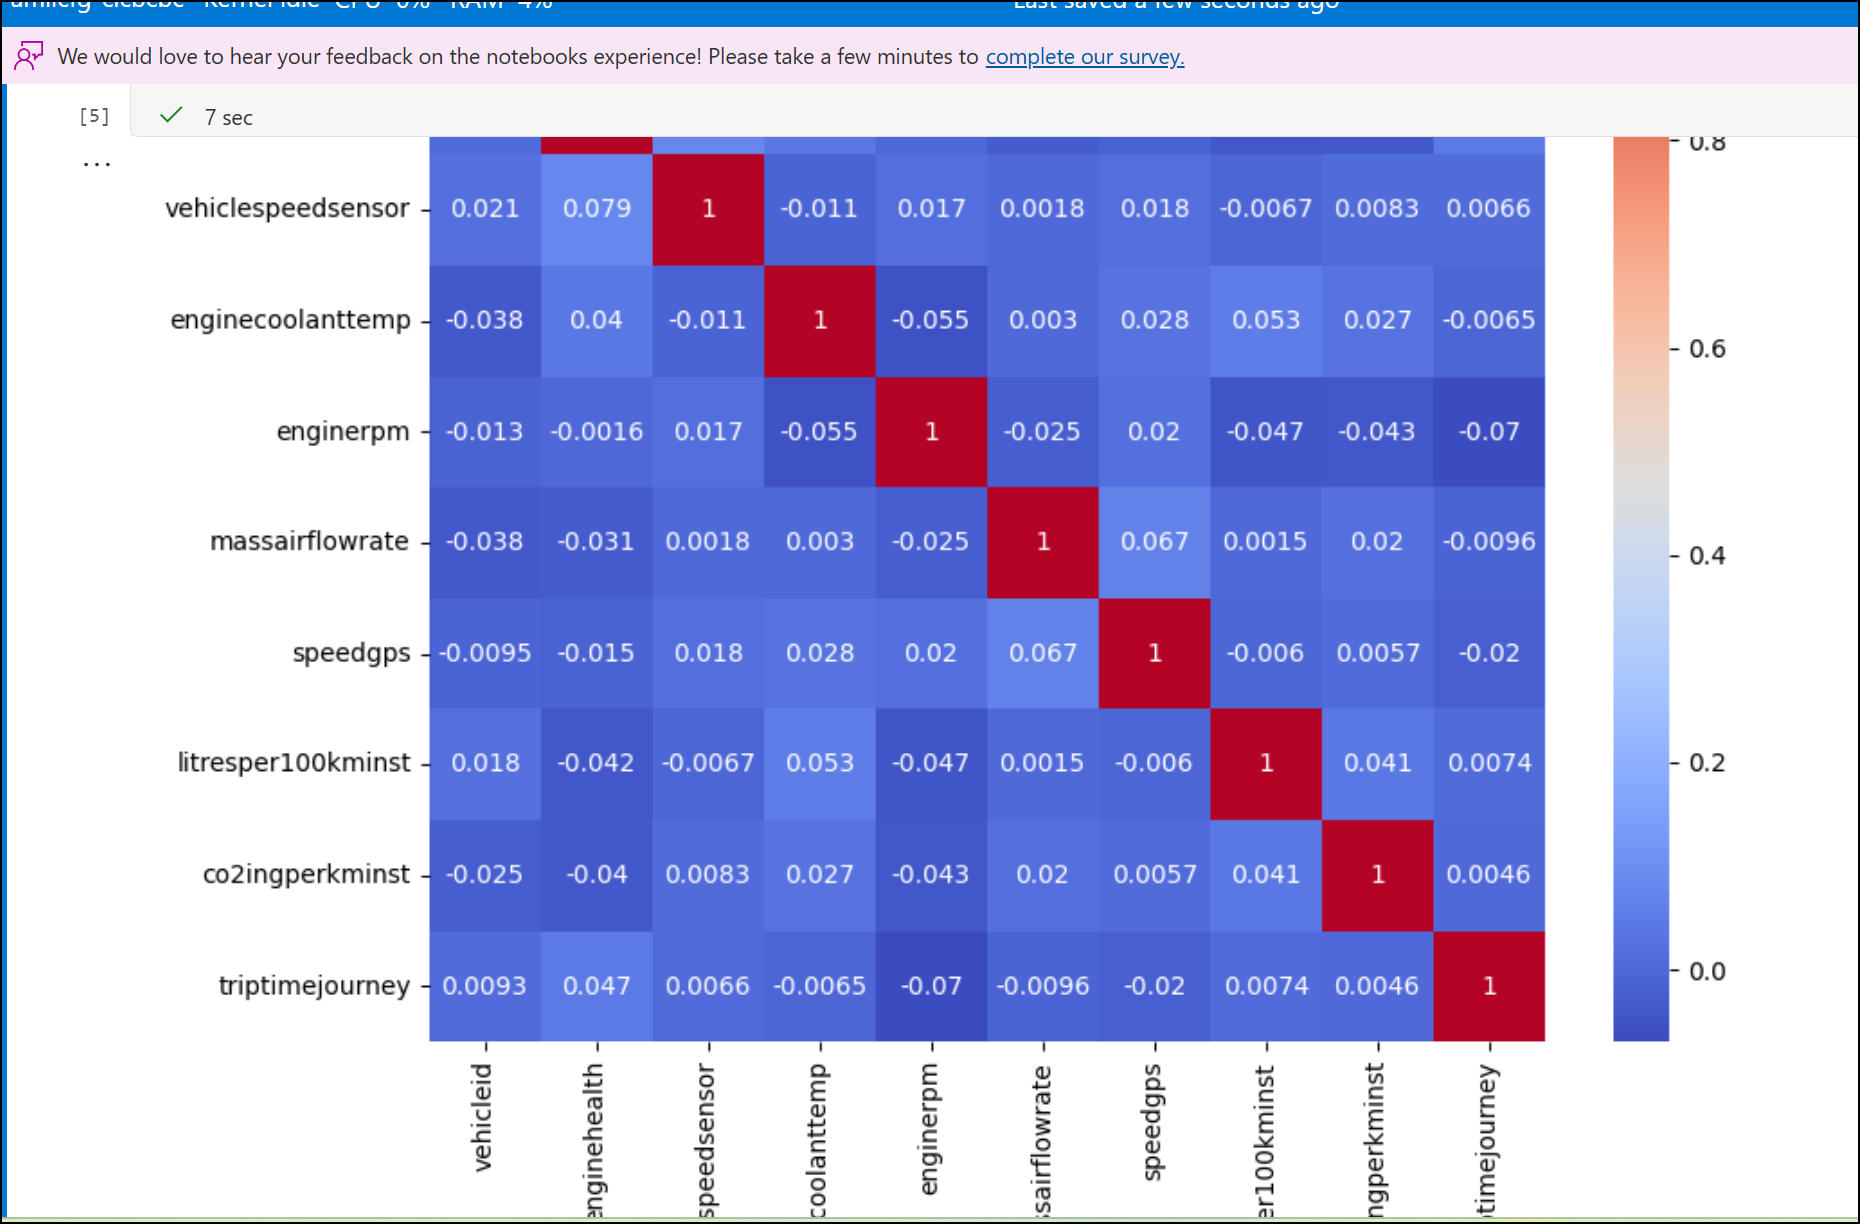 Last saved a few seconds ago
We would love to hear your feedback on the notebooks experience! Please take a few minutes to complete our survey.
[5] 7 sec
...
0.8
vehiclespeedsensor 0.021 0.079 1 -0.011 0.017 0.0018 0.018 -0.0067 0.0083 0.0066
enginecoolanttemp -0.038 0.04 -0.011 1 -0.055 0.003 0.028 0.053 0.027 -0.0065
0.6
enginerpm -0.013 -0.0016 0.017 -0.055 1 -0.025 0.02 -0.047 -0.043 -0.07
massairflowrate -0.038 -0.031 0.0018 0.003 -0.025 1 0.067 0.0015 0.02 -0.0096
0.4
speedgps -0.0095 -0.015 0.018 0.028 0.02 0.067 1 -0.006 0.0057 -0.02
litresper100kminst 0.018 -0.042 -0.0067 0.053 -0.047 0.0015 -0.006 1 0.041 0.0074
0.2
co2ingperkminst -0.025 -0.04 0.0083 0.027 -0.043 0.02 0.0057 0.041 1 0.0046
triptimejourney 0.0093 0.047 0.0066 -0.0065 -0.07 -0.0096 -0.02 0.0074 0.0046 1
0.0
vehicleid
enginehealth
speedsensor
coolanttemp
enginerpm
ssairflowrate
speedgps
er100kminst
ngperkminst
timejourney